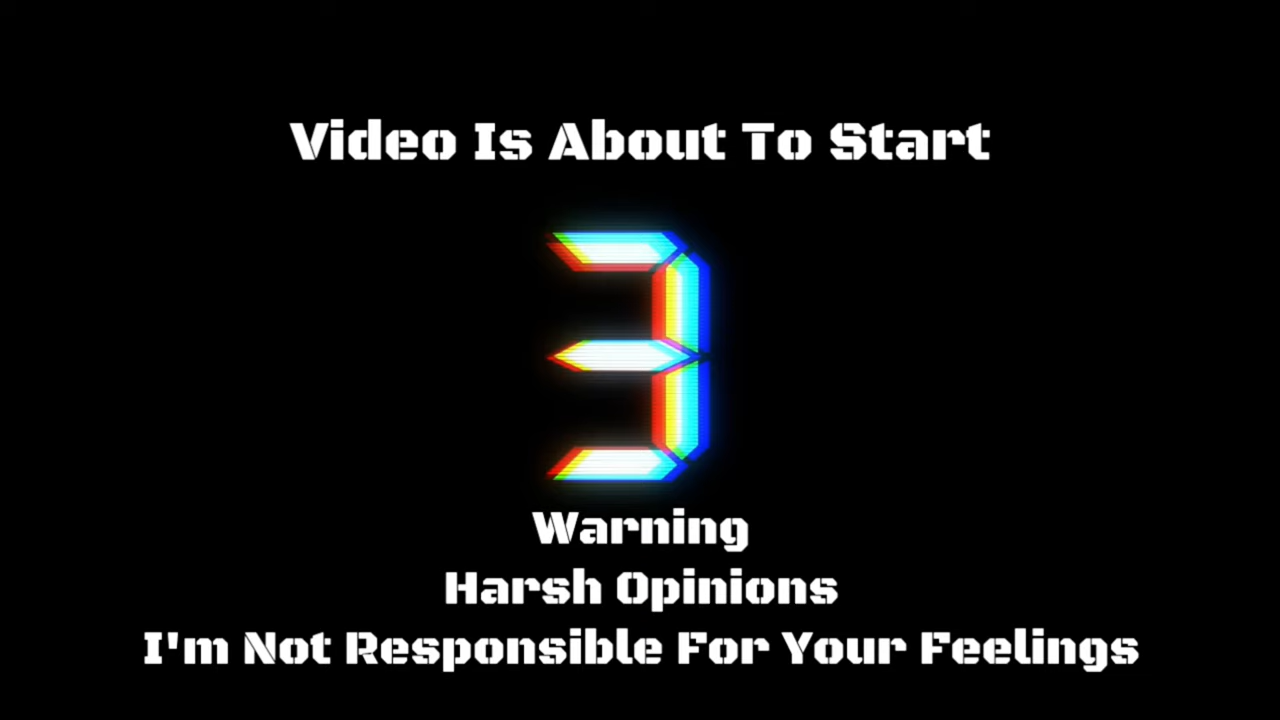 Video Is About To Start
3
Warning
Harsh Opinions
I'm Not Responsible For Your Feelings